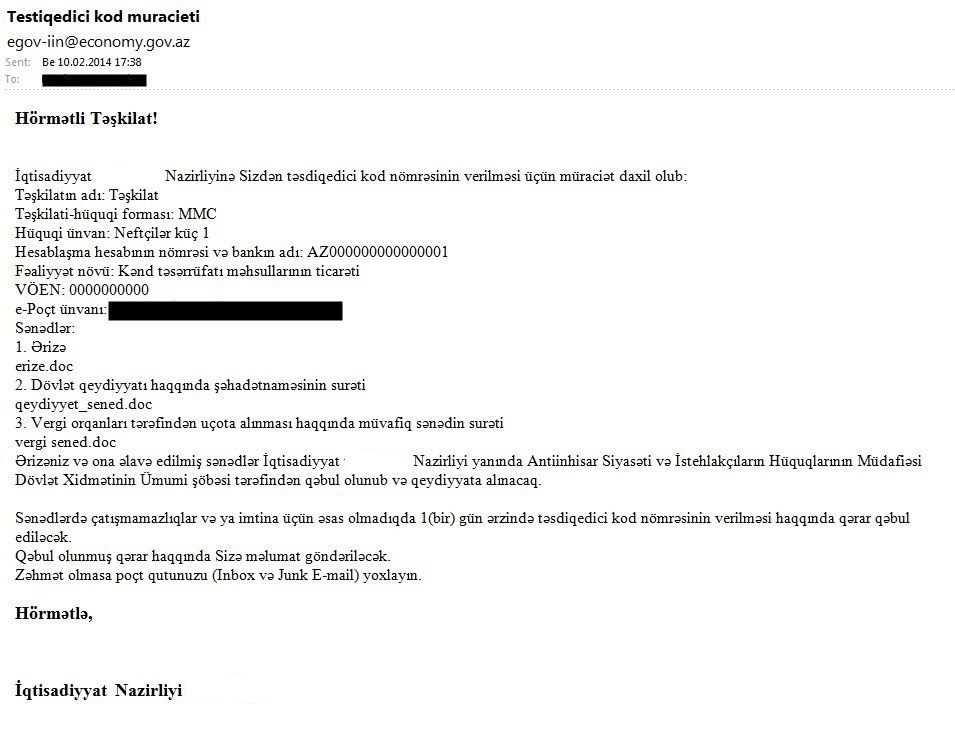 Testiqedici kod muracieti
egov-iin@economy.gov.az
Sent: Be 10.02.2014 17:38
To:
Hörmətli Təşkilat!
İqtisadiyyat Nazirliyinə Sizdən təsdiqedici kod nömrəsinin verilməsi üçün müraciət daxil olub:
Təşkilatın adı: Təşkilat
Təşkilati-hüquqi forması: MMC
Hüquqi ünvan: Neftçilər küç 1
Hesablaşma hesabının nömrəsi və bankın adı: AZ000000000000001
Fəaliyyət növü: Kənd təsərrüfatı məhsullarının ticarəti
VÖEN: 0000000000
e-Poçt ünvanı:
Sənədlər:
1. Ərizə
erize.doc
2. Dövlət qeydiyyatı haqqında şəhadətnaməsinin surəti
qeydiyyet_sened.doc
3. Vergi orqanları tərəfindən uçota alınması haqqında müvafiq sənədin surəti
vergi sened.doc
Ərizəniz və ona əlavə edilmiş sənədlər İqtisadiyyat Nazirliyi yanında Antiinhisar Siyasəti və İstehlakçıların Hüquqlarının Müdafiəsi
Dövlət Xidmətinin Ümumi şöbəsi tərəfindən qəbul olunub və qeydiyyata alınacaq.
Sənədlərdə çatışmamazlıqlar və ya imtina üçün əsas olmadıqda 1(bir) gün ərzində təsdiqedici kod nömrəsinin verilməsi haqqında qərar qəbul
ediləcək.
Qəbul olunmuş qərar haqqında Sizə məlumat göndəriləcək.
Zəhmət olmasa poçt qutunuzu (Inbox və Junk E-mail) yoxlayın.
Hörmətlə,
İqtisadiyyat Nazirliyi